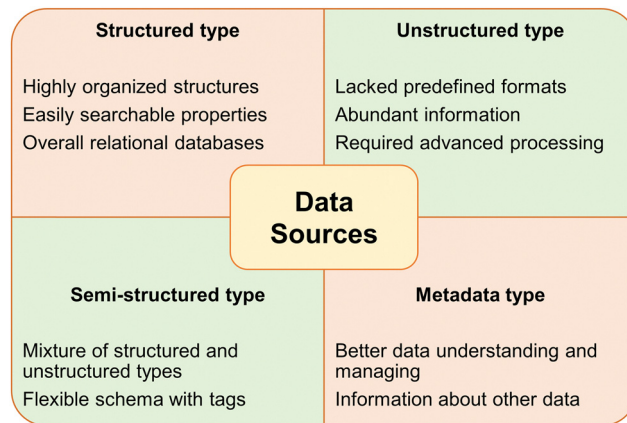 Structured type
Highly organized structures
Easily searchable properties
Overall relational databases
Unstructured type
Lacked predefined formats
Abundant information
Required advanced processing
Data
Sources
Semi-structured type
Mixture of structured and
unstructured types
Flexible schema with tags
Metadata type
Better data understanding and
managing
Information about other data